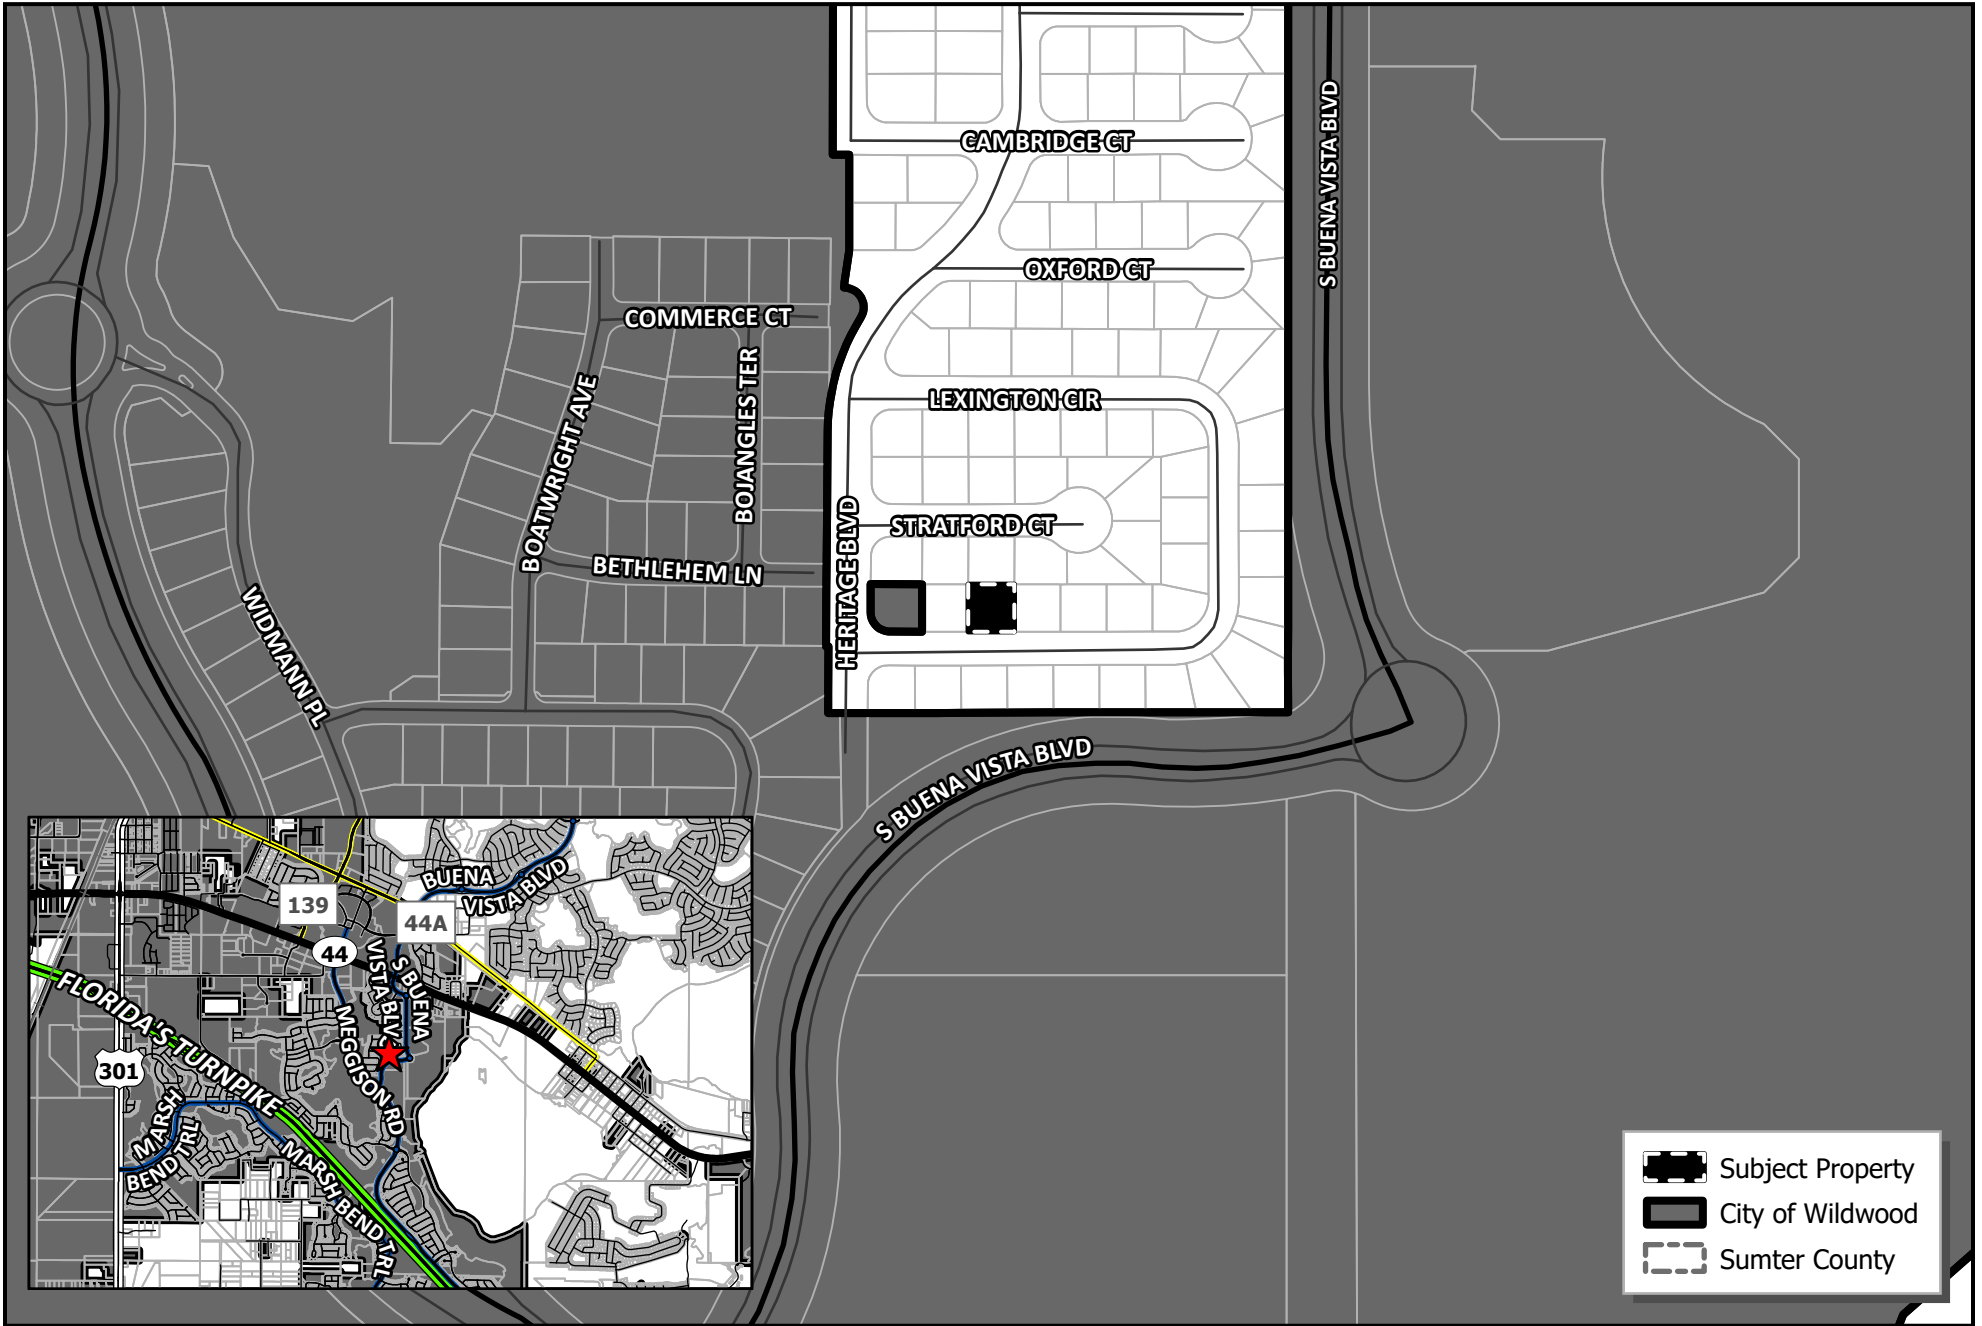 CAMBRIDGE CT
S BUENA VISTA BLVD
OXFORD CT
COMMERCE CT
BOJANGLES TER
BOATWRIGHT AVE
LEXINGTON CIR
HERITAGE BLVD
STRATFORD CT
BETHLEHEM LN
WIDMANN PL
S BUENA VISTA BLVD
BUENA
VISTA BLVD
139
44A
44
VISTA BLVD
S BUENA
FLORIDA'S TURNPIKE
MEGGISON RD
301
MARSH
BEND TRL
MARSH BEND TRL
Subject Property
City of Wildwood
Sumter County